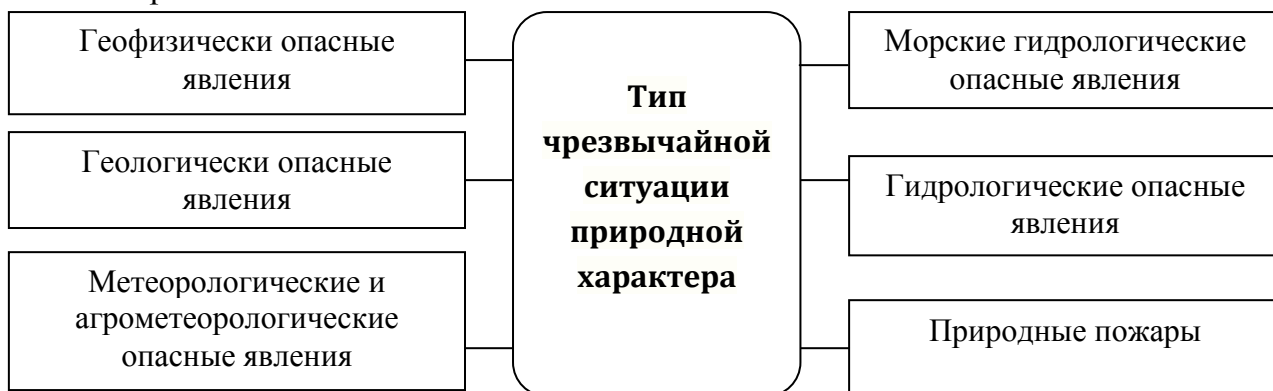 Геофизически опасные
явления
Геологически опасные
явления
Метеорологические и
агрометеорологические
опасные явления
Тип
чрезвычайной
ситуации
природной
характера
Морские гидрологические
опасные явления
Гидрологические опасные
явления
Природные пожары